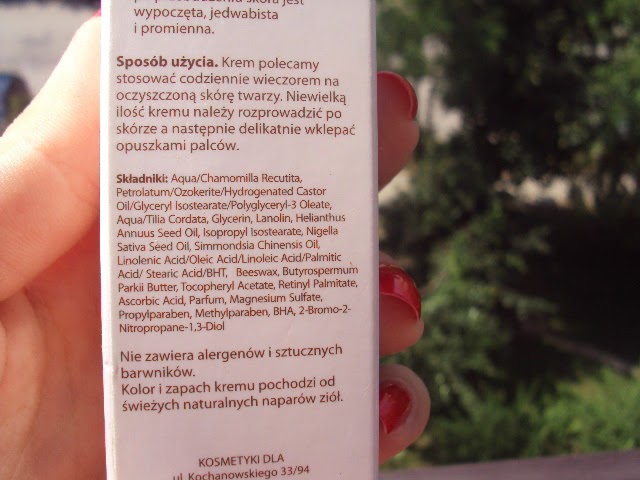 skóra jest
wypoczęta, jedwabista
i promienna.
Sposób użycia. Krem polecamy
stosować codziennie wieczorem na
oczyszczoną skórę twarzy. Niewielką
ilość kremu należy rozprowadzić po
skórze a następnie delikatnie wklepać
opuszkami palców.
Składniki: Aqua/Chamomilla Recutita,
Petrolatum/Ozokerite/Hydrogenated Castor
Oil/Glyceryl Isostearate/Polyglyceryl-3 Oleate,
Aqua/Tilia Cordata, Glycerin, Lanolin, Helianthus
Annuus Seed Oil, Isopropyl Isostearate, Nigella
Sativa Seed Oil, Simmondsia Chinensis Oil,
Linolenic Acid/Oleic Acid/Linoleic Acid/Palmitic
Acid/ Stearic Acid/BHT, Beeswax, Butyrospermum
Parkii Butter, Tocopheryl Acetate, Retinyl Palmitate,
Ascorbic Acid, Parfum, Magnesium Sulfate,
Propylparaben, Methylparaben, BHA, 2-Bromo-2-
Nitropropane-1,3-Diol
Nie zawiera alergenów i sztucznych
barwników.
Kolor i zapach kremu pochodzi od
świeżych naturalnych naparów ziół.
KOSMETYKI DLA
ul. Kochanowskiego 33/94